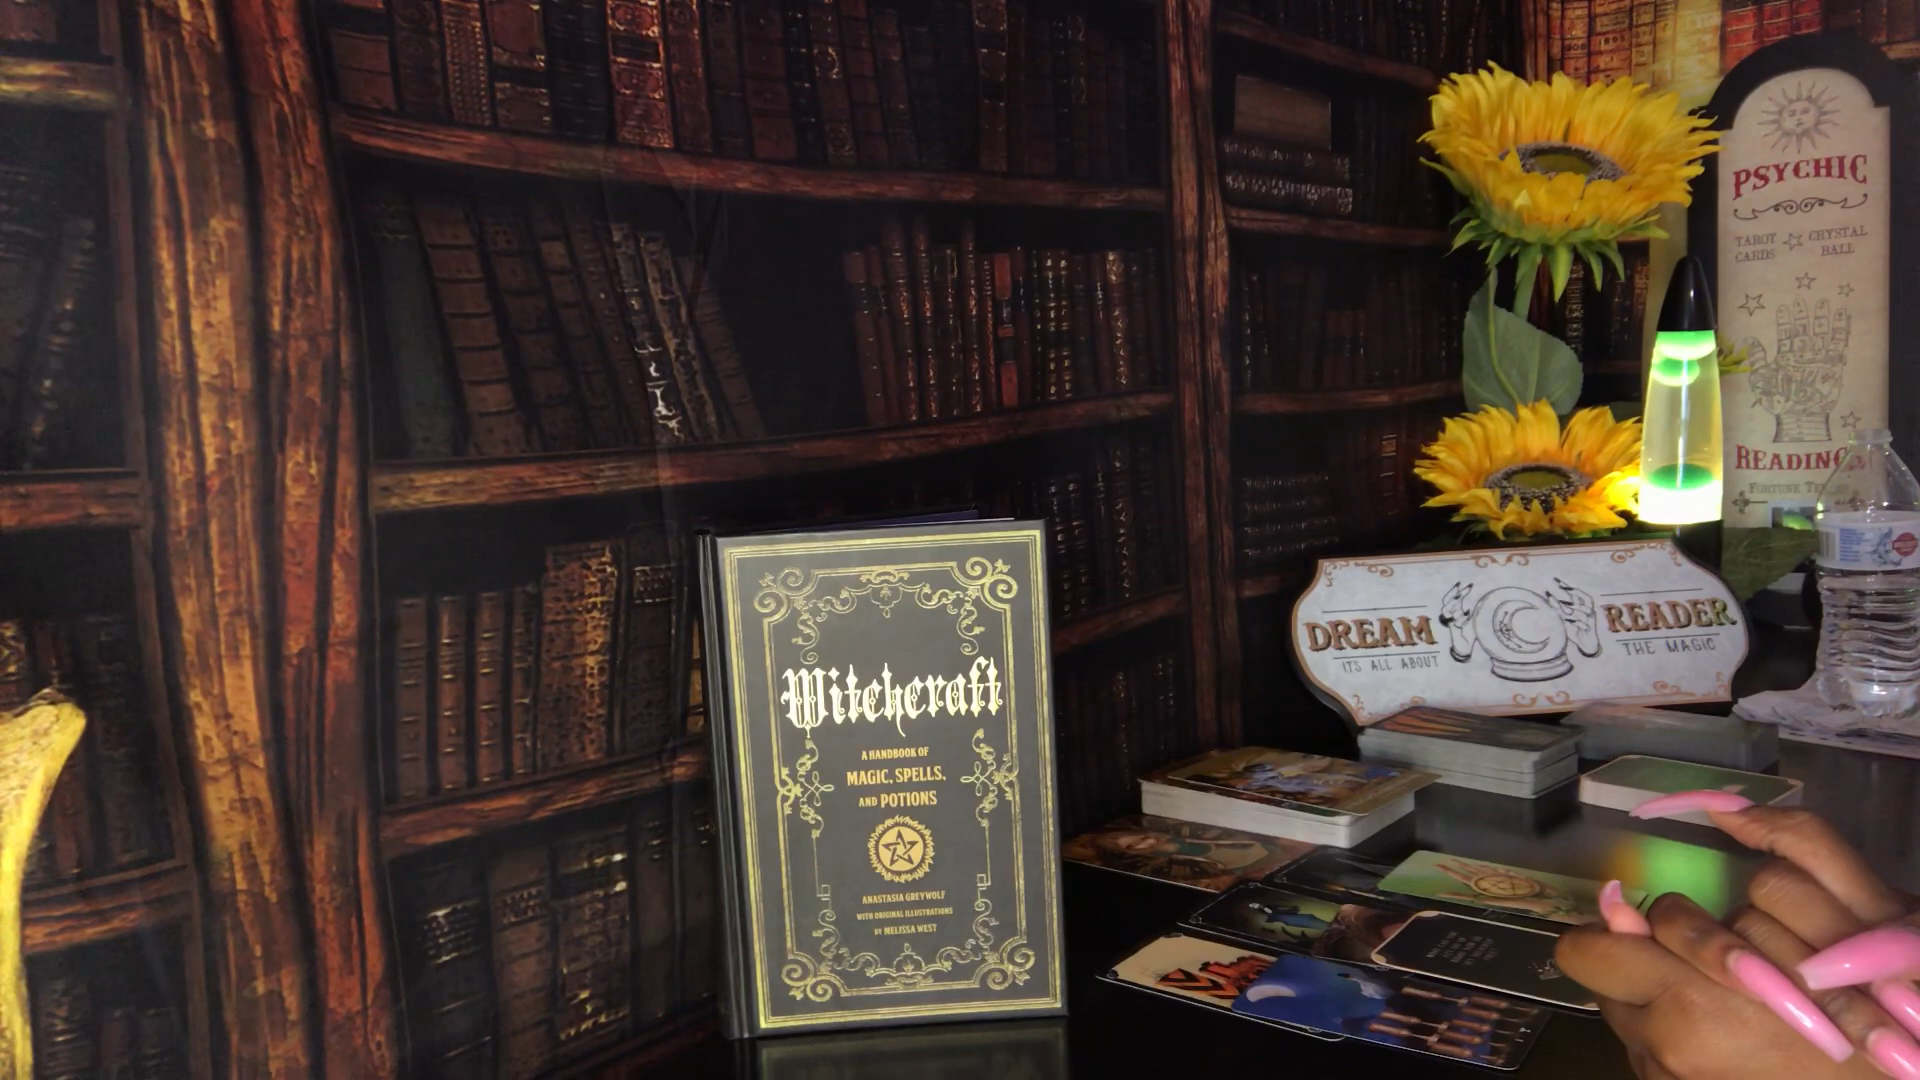 PSYCHIC
TAROT CRYSTAL
CARDS BALL
READING
DREAM READER
IT'S ALL ABOUT THE MAGIC
Witchcraft
A HANDBOOK OF
MAGIC, SPELLS,
AND POTIONS
ANASTASIA GREYWOLF
WITH ORIGINAL ILLUSTRATIONS
BY MELISSA WEST